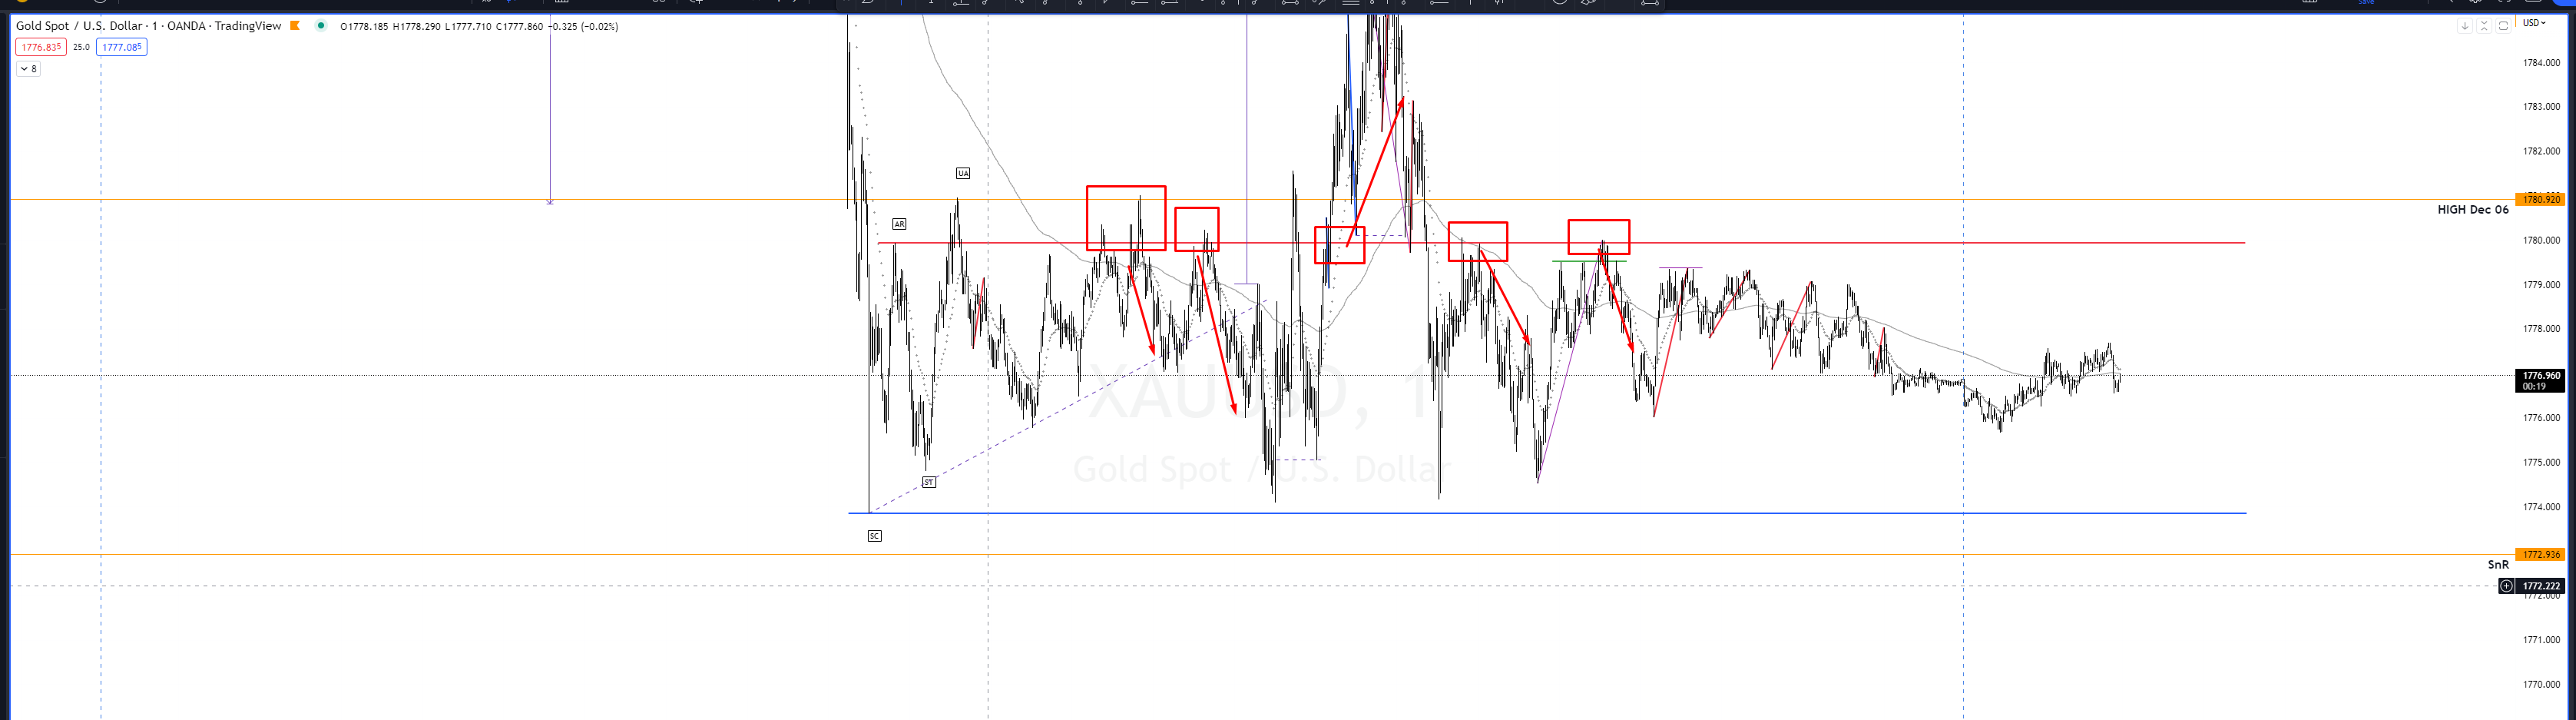 Save
Gold Spot / U.S. Dollar · 1 · OANDA · TradingView O1778.185 H1778.290 L1777.710 C1777.860 −0.325 (−0.02%)
USD
1776.835 25.0 1777.085
8
1784.000
1783.000
1782.000
UA
1780.920
HIGH Dec 06
AR
1780.000
1779.000
1778.000
1776.960
00:19
XAUUSD, 1
1776.000
Gold Spot / U.S. Dollar
1775.000
ST
1774.000
SC
1772.936
SnR
1772.222
1772.000
1771.000
1770.000